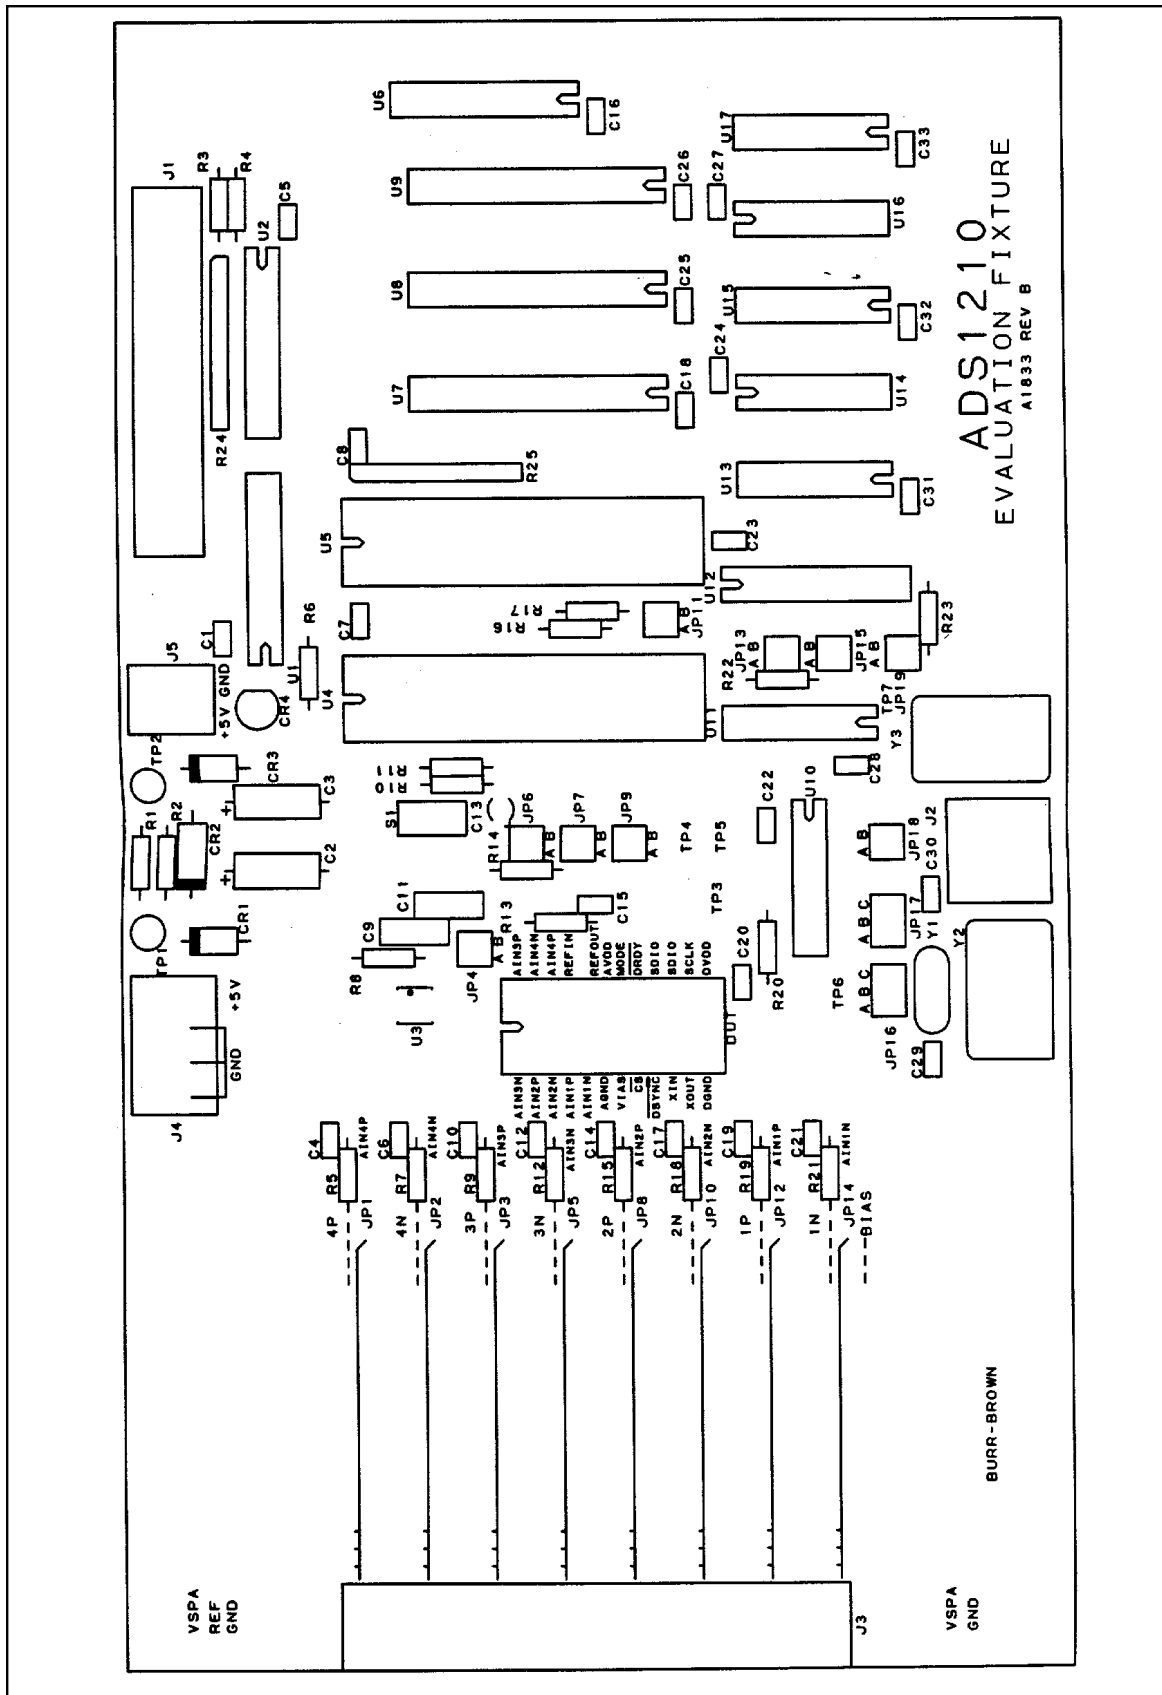 J1
R3
R4
C5
U2
R24
U6
C16
U17
C33
U9
C26
C27
U16
U8
C25
U15
C32
U7
C18
C24
U14
C8
R25
U13
C31
ADS1210
EVALUATION FIXTURE
A1833 REV B
U5
C23
C7
R17
R16
A B
JP11
U12
R23
J5
+5V GND
C1
R6
U1
CR4
U4
R22
JP13
A B
A B
JP15
A B
JP19
TP7
U11
Y3
C28
TP2
CR3
R1
R2
CR2
C3
C2
+
+
TP1
CR1
R11
R10
S1
C13
JP6
A B
R14
JP7
A B
JP9
A B
TP4
TP5
TP3
C22
U10
A B
JP18
J2
C30
C11
C9
R8
R13
C15
JP4
A B
U3
C20
R20
TP6
A B C
JP17
Y1
Y2
A B C
JP16
C29
J4
GND
+5V
AIN3P
AIN4N
AIN4P
REFIN
REFOUT
AVDD
MODE
DRDY
SDIO
SDIO
SCLK
DVDD
DUT
AIN3N
AIN2P
AIN2N
AIN1P
AIN1N
AGND
VIAS
CS
DSYNC
XIN
XOUT
DGND
C4
R5
AIN4P
4P
JP1
C6
R7
AIN4N
4N
JP2
C10
R9
AIN3P
3P
JP3
C12
R12
AIN3N
3N
JP5
C14
R15
AIN2P
2P
JP8
C17
R18
AIN2N
2N
JP10
C19
R19
AIN1P
1P
JP12
C21
R21
AIN1N
1N
JP14
BIAS
BURR-BROWN
VSPA
REF
GND
J3
VSPA
GND